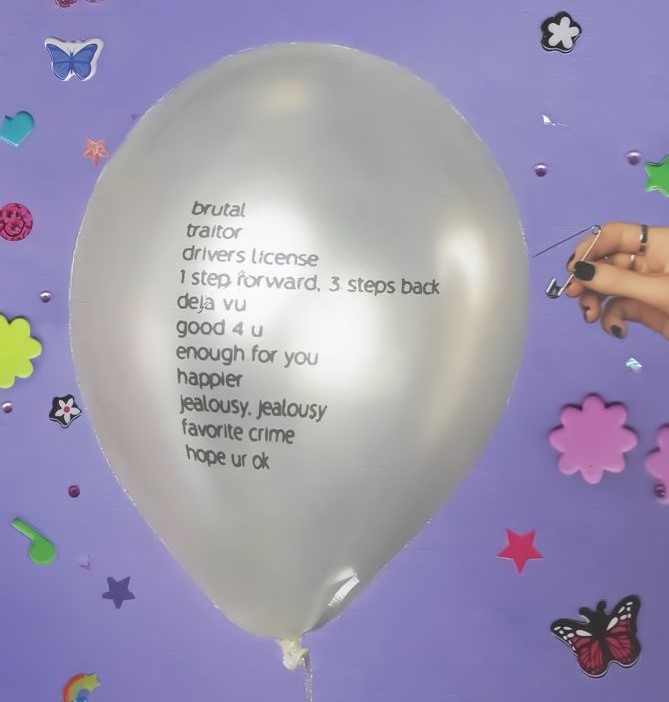 brutal
traitor
drivers license
1 step forward, 3 steps back
deja vu
good 4 u
enough for you
happier
jealousy, jealousy
favorite crime
hope ur ok